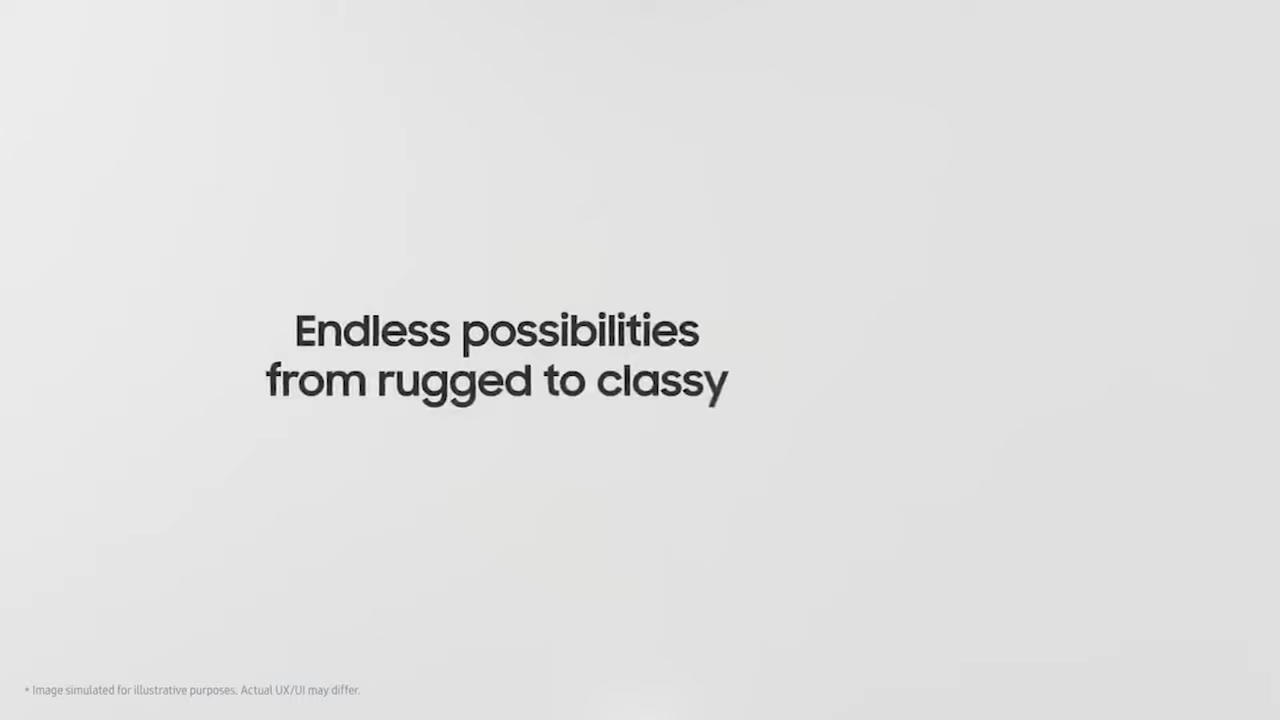 Endless possibilities
from rugged to classy
* Image simulated for illustrative purposes. Actual UX/UI may differ.